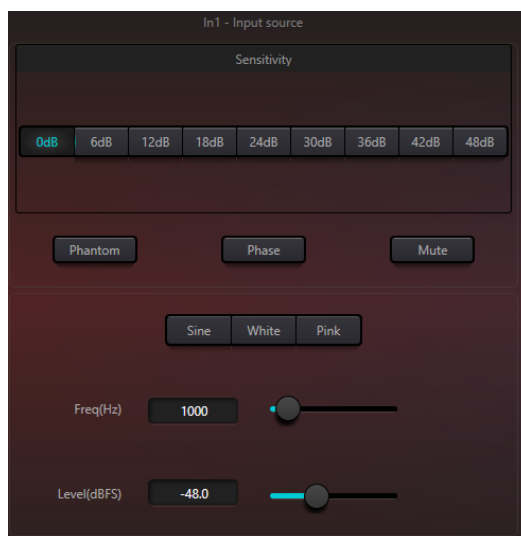 In1 - Input source
Sensitivity
0dB 6dB 12dB 18dB 24dB 30dB 36dB 42dB 48dB
Phantom Phase Mute
Sine White Pink
Freq(Hz) 1000
Level(dBFS) -48.0